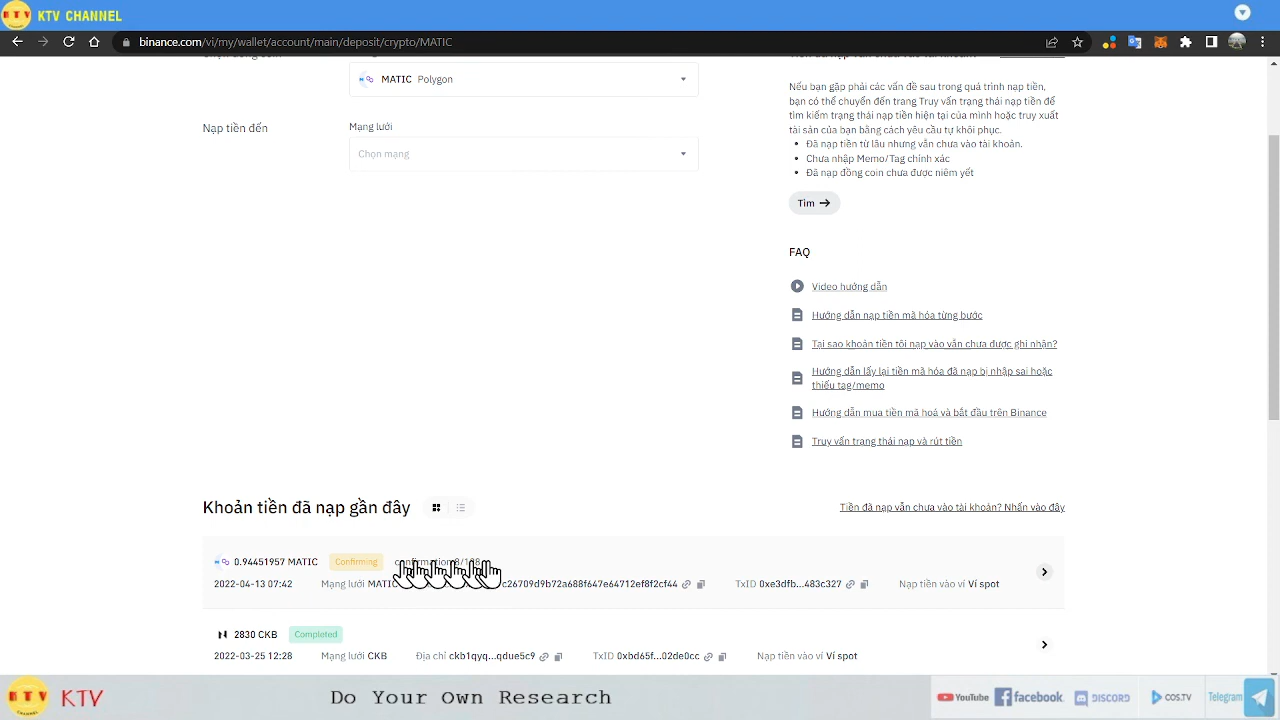 KTV CHANNEL
binance.com/vi/my/wallet/account/main/deposit/crypto/MATIC
MATIC Polygon
Nạp tiền đến
Mạng lưới
Chọn mạng
Nếu bạn gặp phải các vấn đề sau trong quá trình nạp tiền,
bạn có thể chuyển đến trang Truy vấn trạng thái nạp tiền để
tìm kiếm trạng thái nạp tiền hiện tại của mình hoặc truy xuất
tài sản của bạn bằng cách yêu cầu tự khôi phục.
Đã nạp tiền từ lâu nhưng vẫn chưa vào tài khoản.
Chưa nhập Memo/Tag chính xác
Đã nạp đồng coin chưa được niêm yết
Tìm →
FAQ
Video hướng dẫn
Hướng dẫn nạp tiền mã hóa từng bước
Tại sao khoản tiền tôi nạp vào vẫn chưa được ghi nhận?
Hướng dẫn lấy lại tiền mã hóa đã nạp bị nhập sai hoặc
thiếu tag/memo
Hướng dẫn mua tiền mã hoá và bắt đầu trên Binance
Truy vấn trạng thái nạp và rút tiền
Khoản tiền đã nạp gần đây
Tiền đã nạp vẫn chưa vào tài khoản? Nhấn vào đây
0.94451957 MATIC Confirming
2022-04-13 07:42 Mạng lưới MATIC c26709d9b72a688f647e64712ef8f2cf44 TxID 0xe3dfb...483c327 Nạp tiền vào ví Ví spot
2830 CKB Completed
2022-03-25 12:28 Mạng lưới CKB Địa chỉ ckb1qyq...qdue5c9 TxID 0xbd65f...02de0cc Nạp tiền vào ví Ví spot
KTV
CHANNEL
KTV
Do Your Own Research
YouTube facebook DISCORD COS.TV Telegram